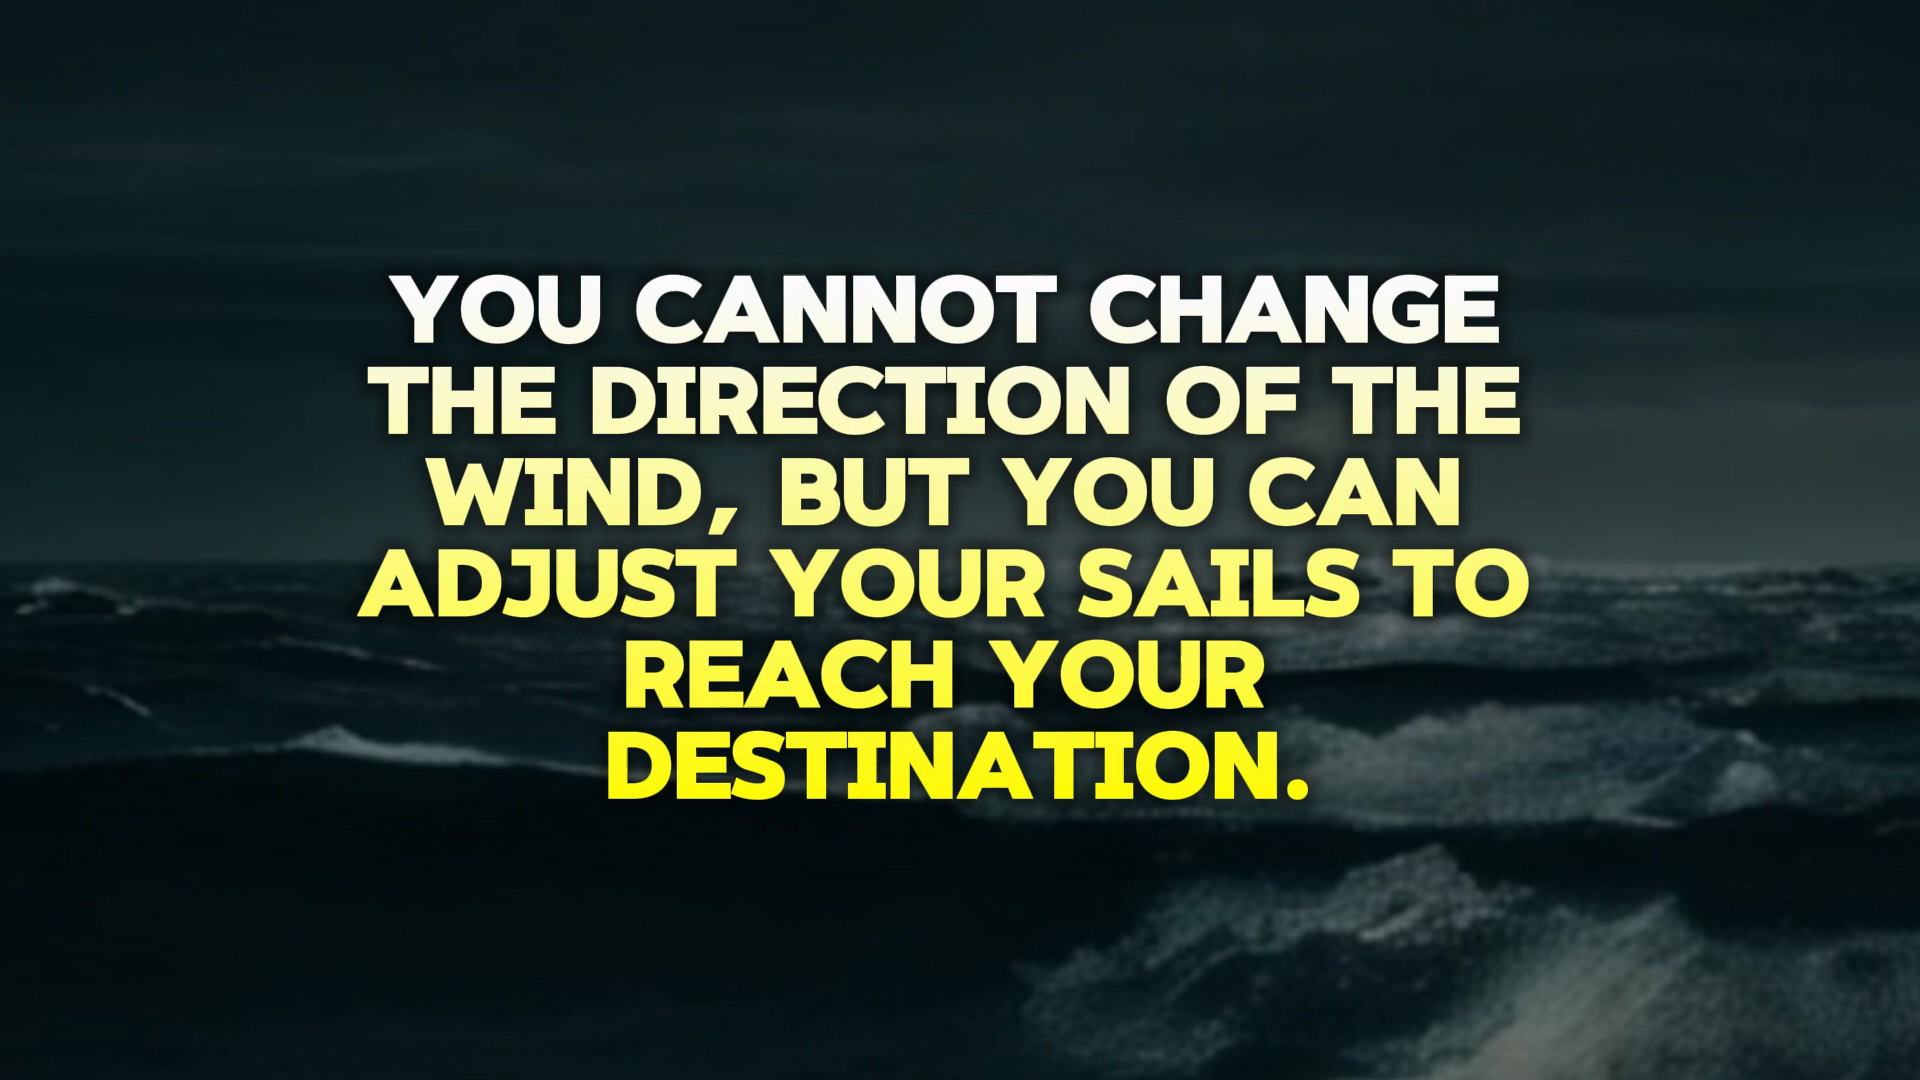 YOU CANNOT CHANGE
THE DIRECTION OF THE
WIND, BUT YOU CAN
ADJUST YOUR SAILS TO
REACH YOUR
DESTINATION.